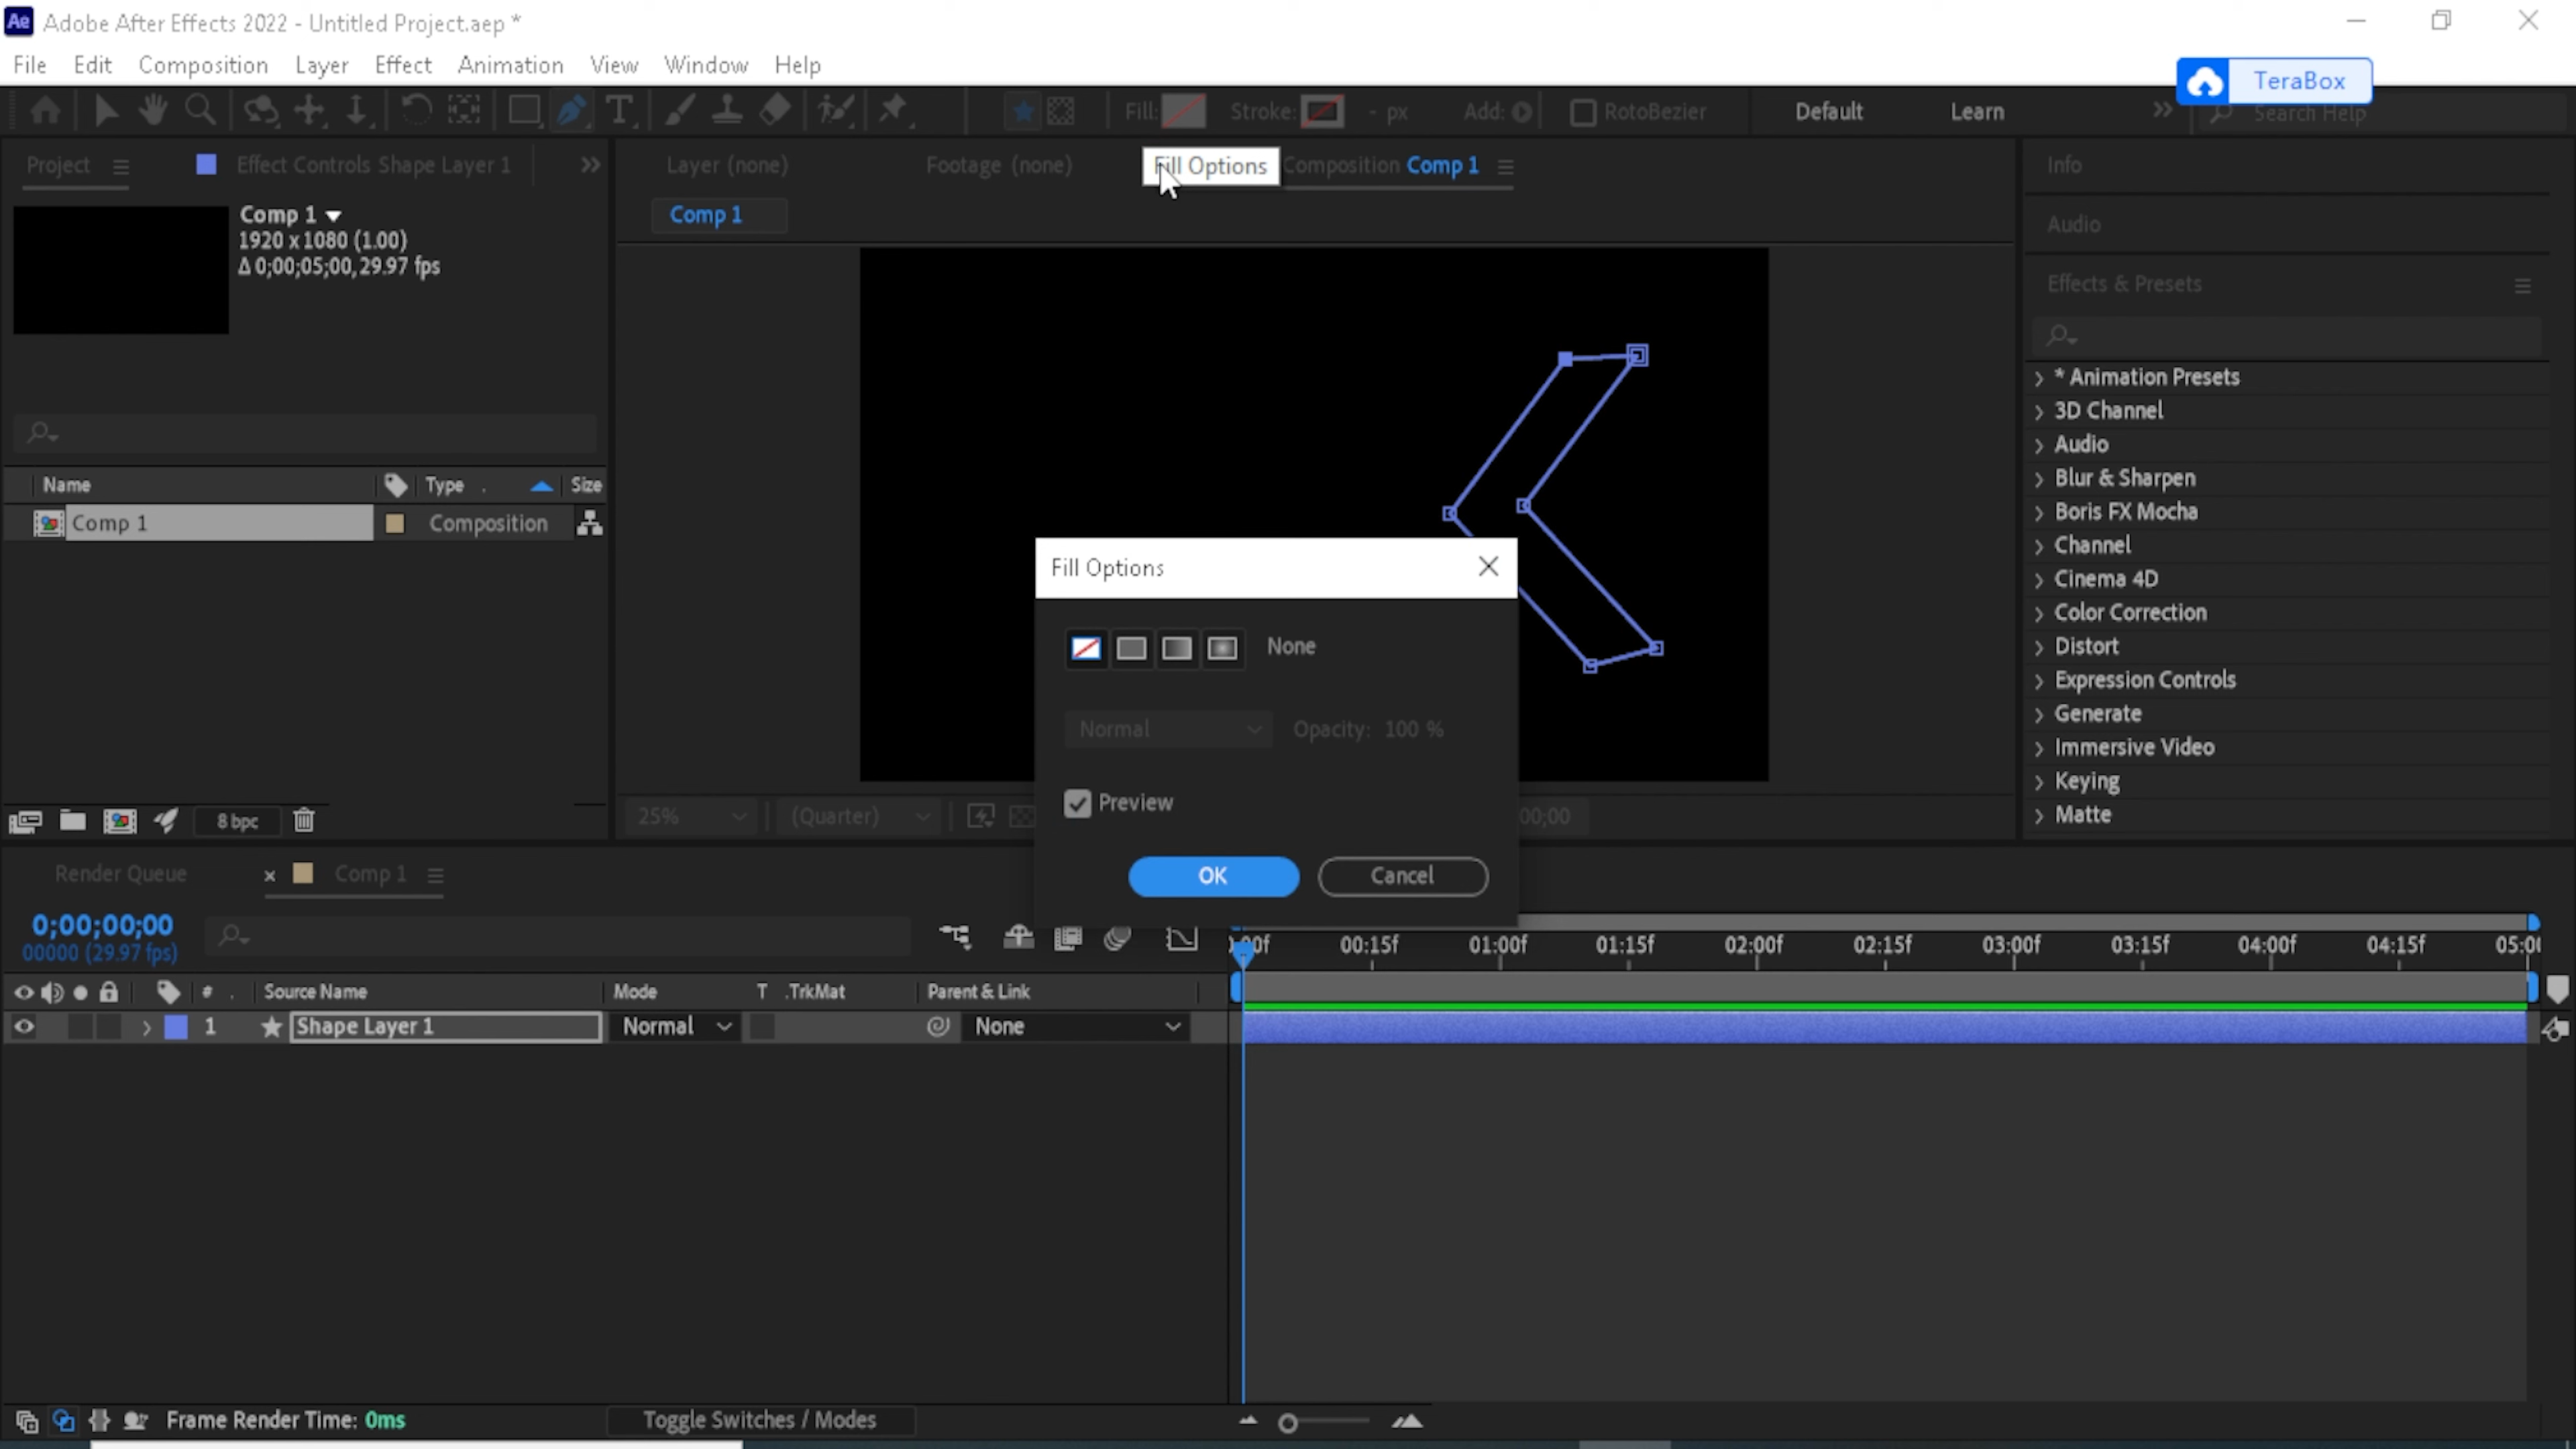 Ae Adobe After Effects 2022 - Untitled Project.aep *
File Edit Composition Layer Effect Animation View Window Help
TeraBox
Fill: Stroke: - px Add: RotoBezier Default Learn Search Help
Project Effect Controls Shape Layer 1 Layer (none) Footage (none) Fill Options Composition Comp 1 Info
Comp 1
1920 x 1080 (1.00)
Δ 0;00;05;00, 29.97 fps
Comp 1
Audio
Effects & Presets
* Animation Presets
3D Channel
Audio
Blur & Sharpen
Boris FX Mocha
Channel
Cinema 4D
Color Correction
Distort
Expression Controls
Generate
Immersive Video
Keying
Matte
Name Type Size
Comp 1 Composition
Fill Options
None
Normal Opacity: 100 %
Preview
OK Cancel
8 bpc 25% (Quarter) 00;00
Render Queue × Comp 1
0;00;00;00
00000 (29.97 fps)
00f 00:15f 01:00f 01:15f 02:00f 02:15f 03:00f 03:15f 04:00f 04:15f 05:0
# Source Name Mode T .TrkMat Parent & Link
1 Shape Layer 1 Normal None
Frame Render Time: 0ms Toggle Switches / Modes